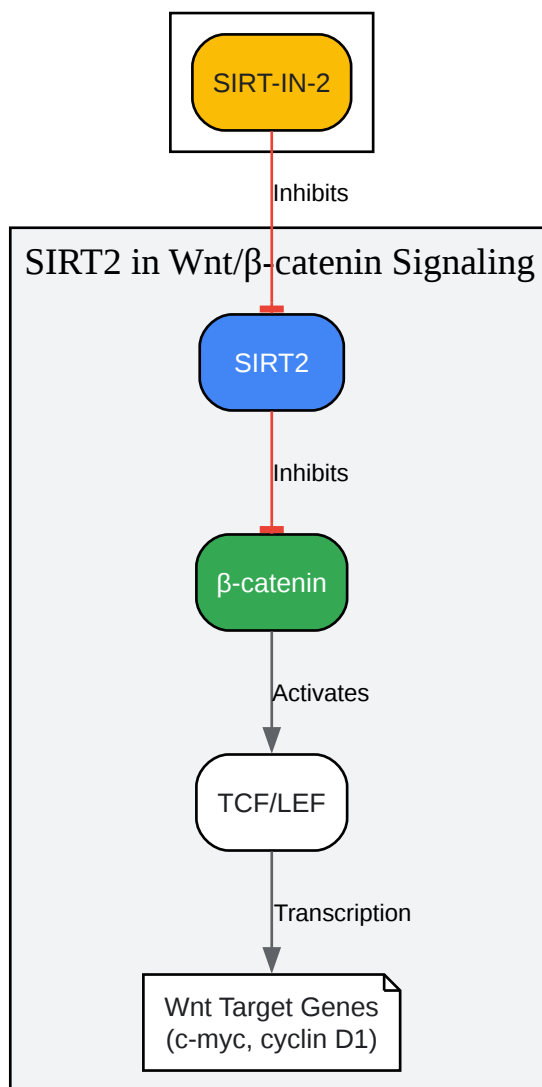 SIRT-IN-2
Inhibits
SIRT2 in Wnt/β-catenin Signaling
SIRT2
Inhibits
β-catenin
Activates
TCF/LEF
Transcription
Wnt Target Genes
(c-myc, cyclin D1)